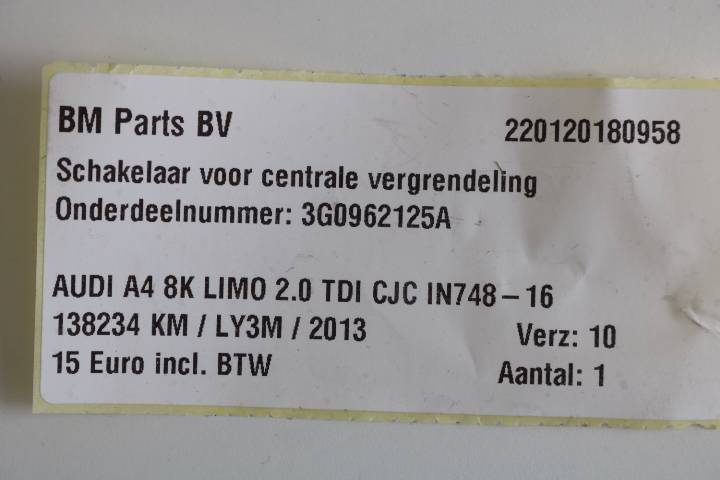 BM Parts BV 220120180958
Schakelaar voor centrale vergrendeling
Onderdeelnummer: 3G0962125A
AUDI A4 8K LIMO 2.0 TDI CJC IN748 – 16
138234 KM / LY3M / 2013 Verz: 10
15 Euro incl. BTW Aantal: 1